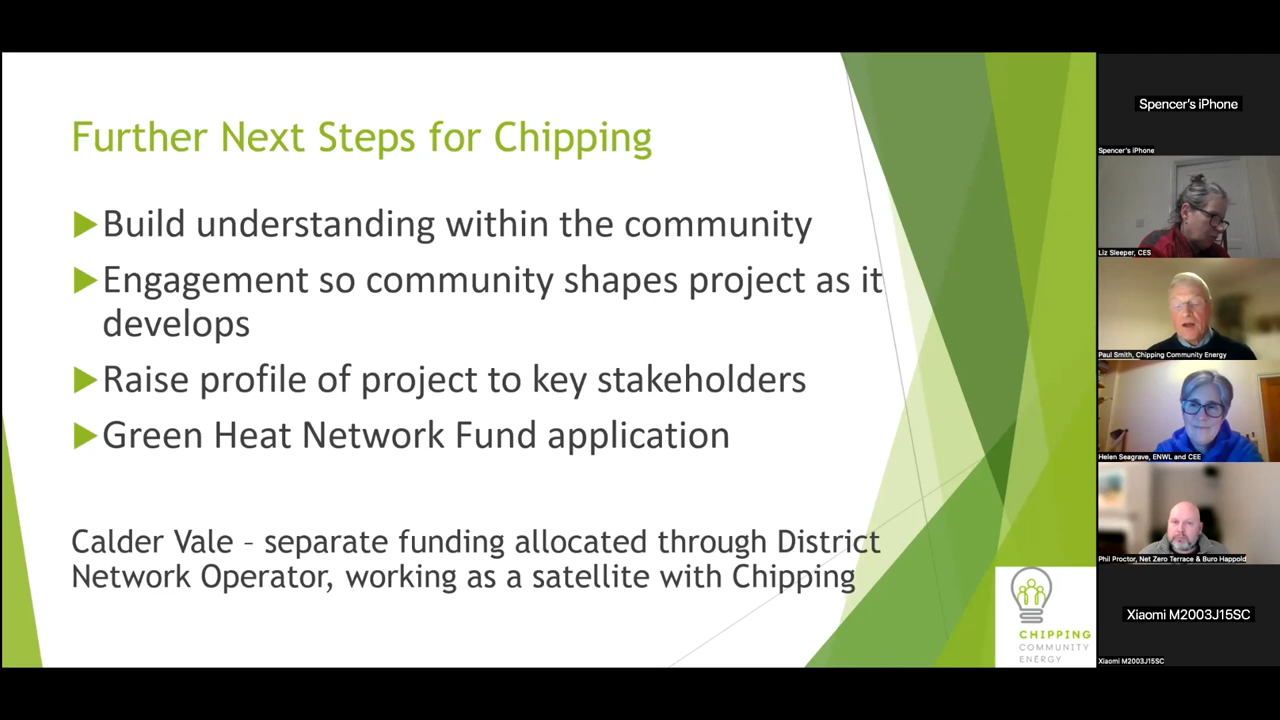 Further Next Steps for Chipping
Build understanding within the community
Engagement so community shapes project as it
develops
Raise profile of project to key stakeholders
Green Heat Network Fund application
Calder Vale – separate funding allocated through District
Network Operator, working as a satellite with Chipping
CHIPPING
COMMUNITY
ENERGY
Spencer's iPhone
Spencer's iPhone
Liz Sleeper, CES
Paul Smith, Chipping Community Energy
Helen Seagrave, ENWL and CEE
Phil Proctor, Net Zero Terrace & Buro Happold
Xiaomi M2003J15SC
Xiaomi M2003J15SC